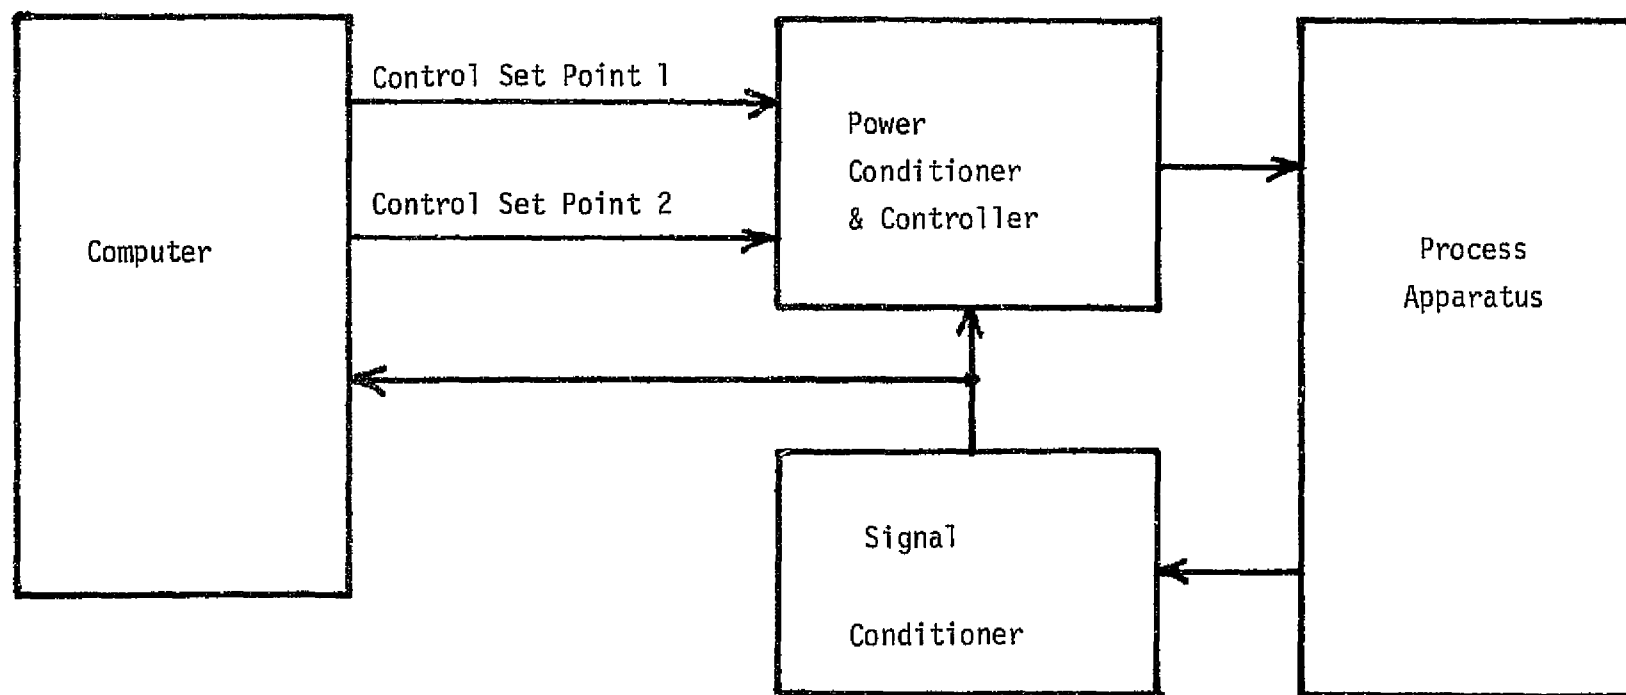 Control Set Point 1
Control Set Point 2
Computer
Power
Conditioner
& Controller
Process
Apparatus
Signal
Conditioner